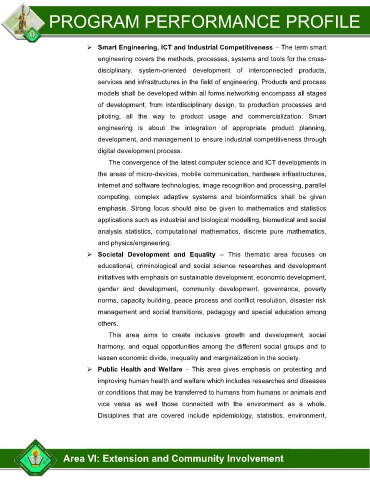 PROGRAM PERFORMANCE PROFILE
➢ Smart Engineering, ICT and Industrial Competitiveness – The term smart
engineering covers the methods, processes, systems and tools for the cross-
disciplinary, system-oriented development of interconnected products,
services and infrastructures in the field of engineering. Products and process
models shall be developed within all forms networking encompass all stages
of development, from interdisciplinary design, to production processes and
piloting, all the way to product usage and commercialization. Smart
engineering is about the integration of appropriate product planning,
development, and management to ensure industrial competitiveness through
digital development process.
The convergence of the latest computer science and ICT developments in
the areas of micro-devices, mobile communication, hardware infrastructures,
internet and software technologies, image recognition and processing, parallel
computing, complex adaptive systems and bioinformatics shall be given
emphasis. Strong focus should also be given to mathematics and statistics
applications such as industrial and biological modelling, biomedical and social
analysis statistics, computational mathematics, discrete pure mathematics,
and physics/engineering.
➢ Societal Development and Equality – This thematic area focuses on
educational, criminological and social science researches and development
initiatives with emphasis on sustainable development, economic development,
gender and development, community development, governance, poverty
norms, capacity building, peace process and conflict resolution, disaster risk
management and social transitions, pedagogy and special education among
others.
This area aims to create inclusive growth and development, social
harmony, and equal opportunities among the different social groups and to
lessen economic divide, inequality and marginalization in the society.
➢ Public Health and Welfare – This area gives emphasis on protecting and
improving human health and welfare which includes researches and diseases
or conditions that may be transferred to humans from humans or animals and
vice versa as well those connected with the environment as a whole.
Disciplines that are covered include epidemiology, statistics, environment,
Area VI: Extension and Community Involvement